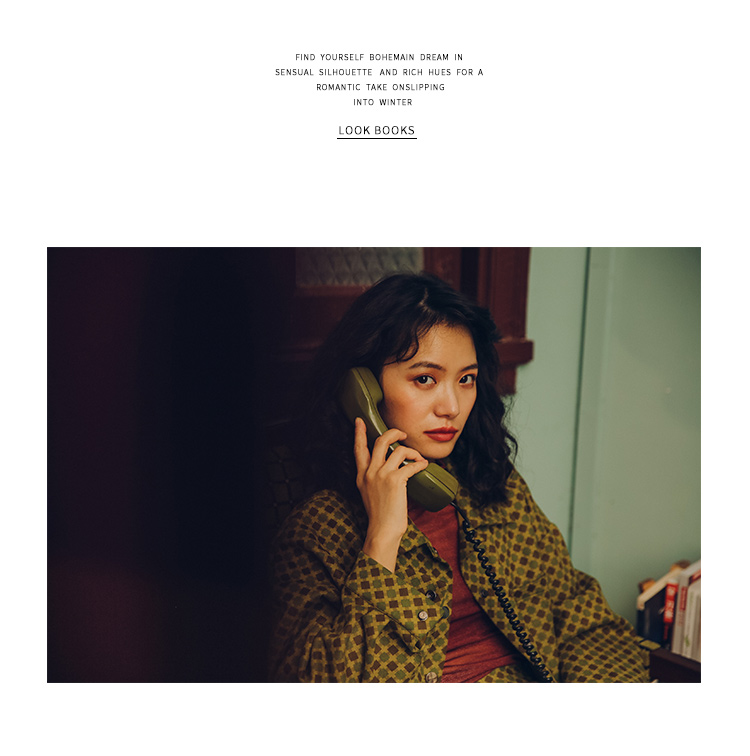 FIND YOURSELF BOHEMAIN DREAM IN
SENSUAL SILHOUETTE AND RICH HUES FOR A
ROMANTIC TAKE ONSLIPPING
INTO WINTER
LOOK BOOKS